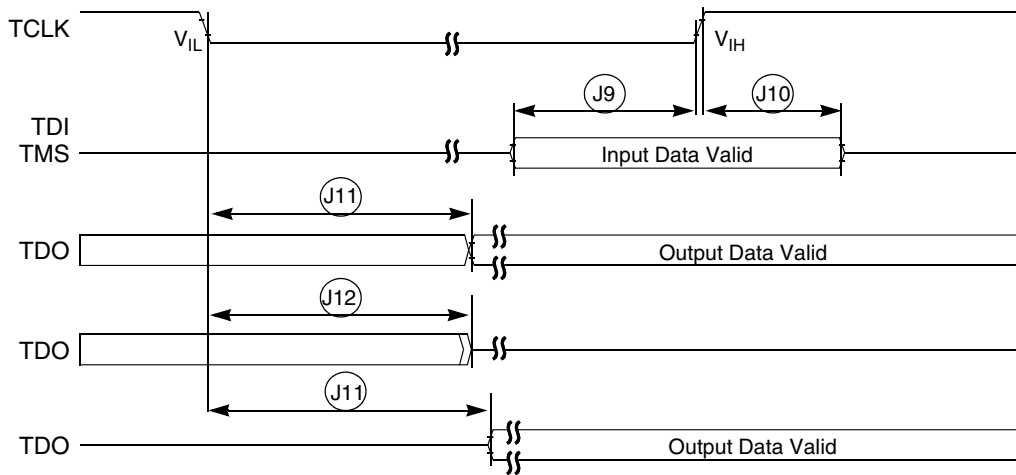 TCLK
VIL
VIH
J9
J10
TDI
TMS
Input Data Valid
J11
TDO
Output Data Valid
J12
TDO
J11
TDO
Output Data Valid